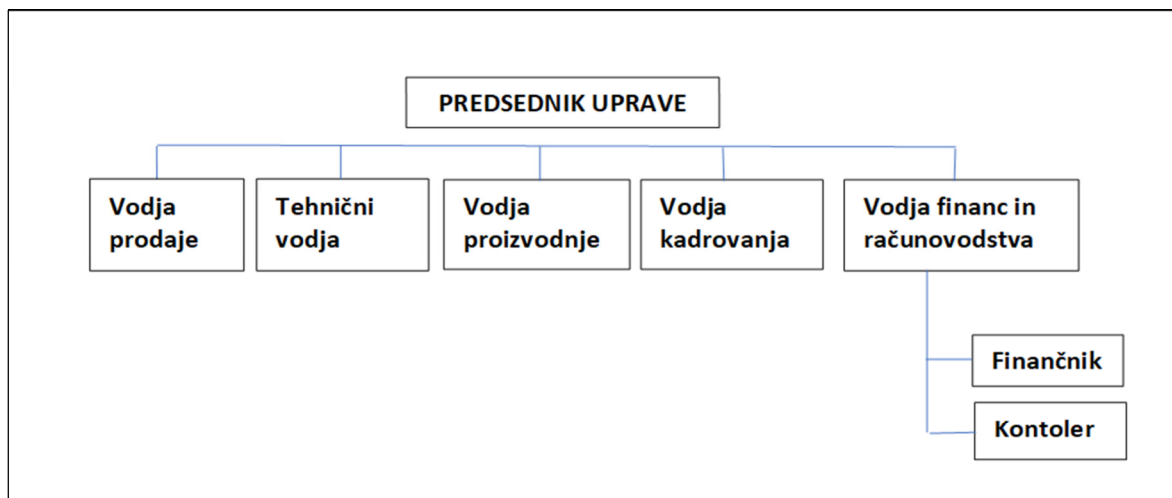 PREDSEDNIK UPRAVE
Vodja
prodaje
Tehnični
vodja
Vodja
proizvodnje
Vodja
kadrovanja
Vodja financ in
računovodstva
Finančnik
Kontoler